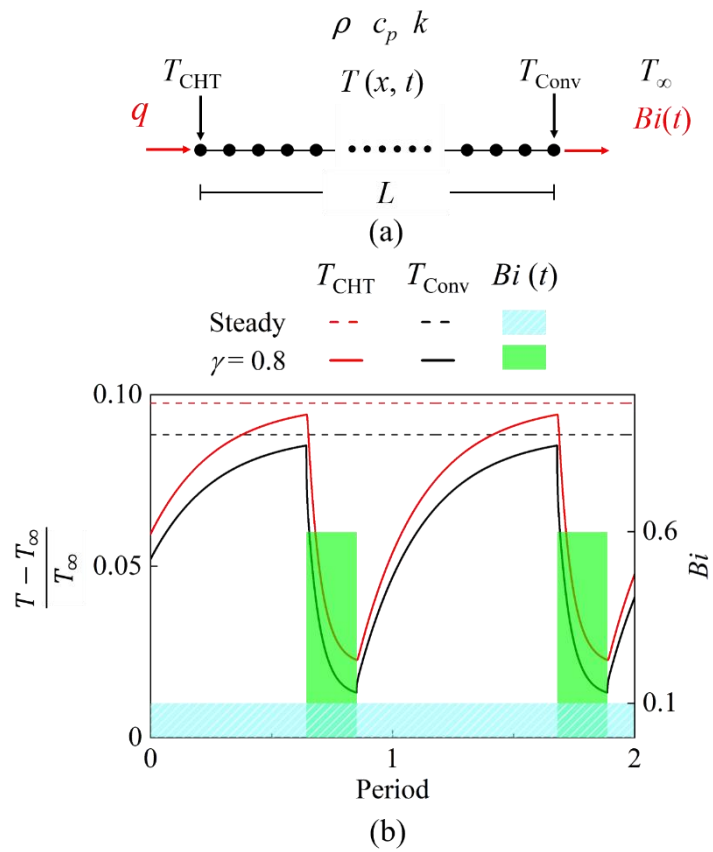 ρ c_p k
T_CHT T(x, t) T_Conv T_∞
q Bi(t)
L
(a)
T_CHT T_Conv Bi (t)
Steady
γ = 0.8
0.10
0.05
0
T − T_∞
T_∞
0.6
0.1
Bi
0 1 2
Period
(b)